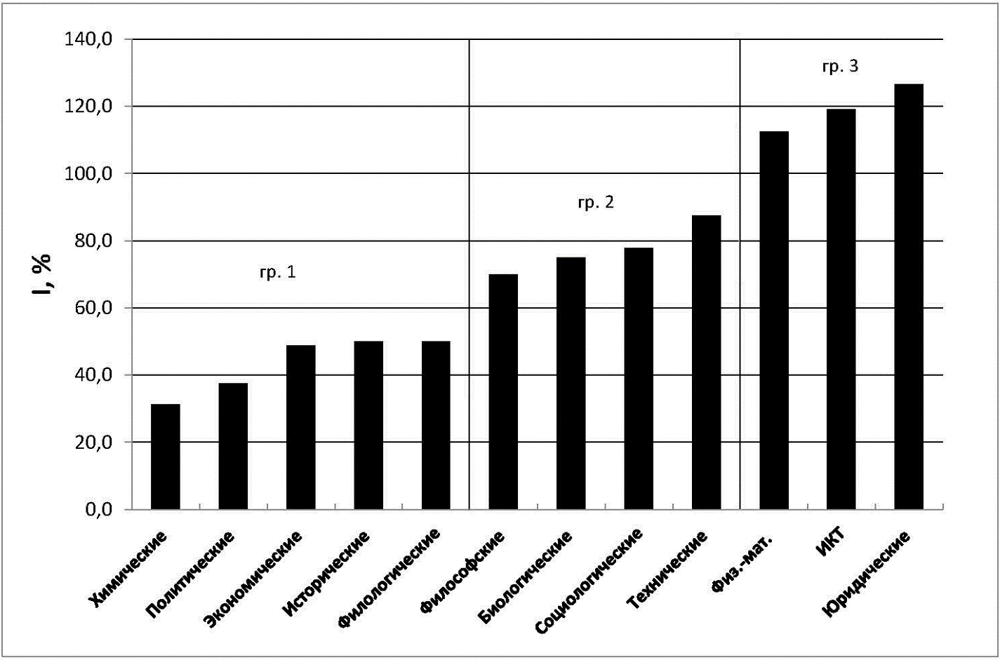 140,0
120,0
100,0
80,0
60,0
40,0
20,0
0,0
I, %
гр. 1
гр. 2
гр. 3
Химические
Политические
Экономические
Исторические
Филологические
Философские
Биологические
Социологические
Технические
Физ.-мат.
ИКТ
Юридические